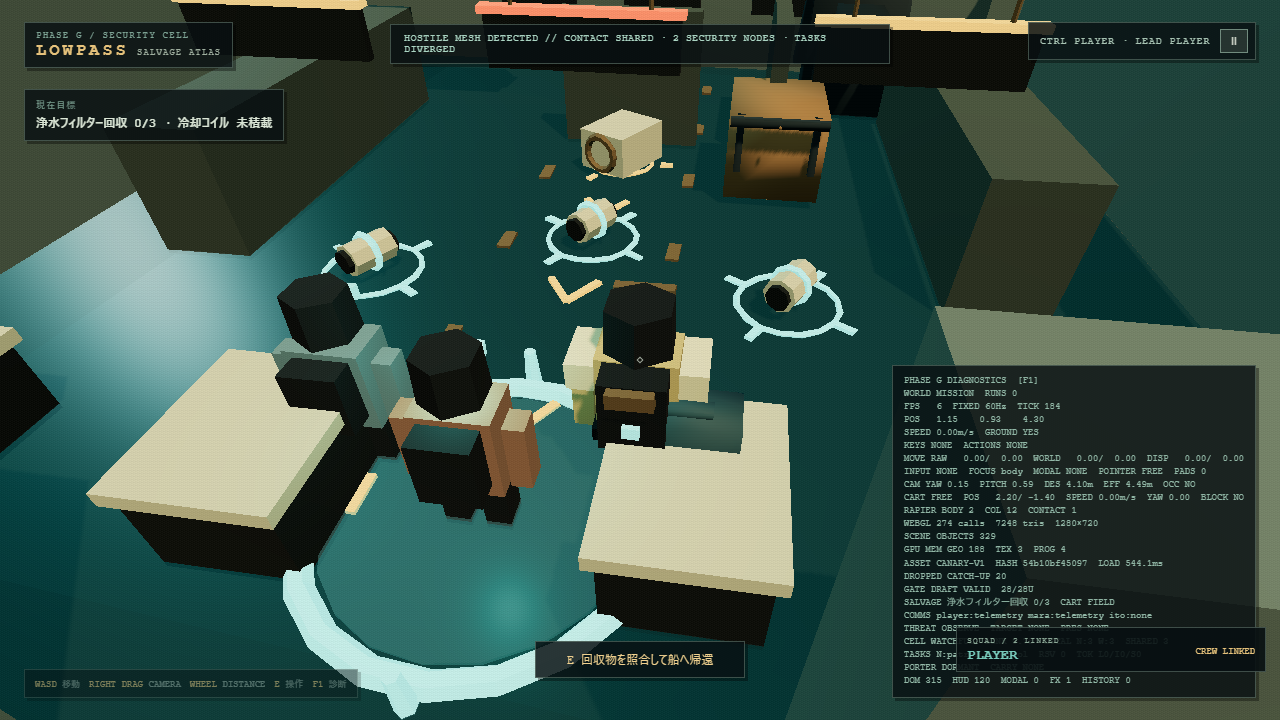 PHASE G / SECURITY CELL
LOWPASS SALVAGE ATLAS
HOSTILE MESH DETECTED // CONTACT SHARED · 2 SECURITY NODES · TASKS DIVERGED
CTRL PLAYER · LEAD PLAYER
現在目標
浄水フィルター回収 0/3 · 冷却コイル 未積載
PHASE G DIAGNOSTICS [F1]
WORLD MISSION RUNS 0
FPS 6 FIXED 60Hz TICK 184
POS 1.15 0.93 4.30
SPEED 0.00m/s GROUND YES
KEYS NONE ACTIONS NONE
MOVE RAW 0.00/ 0.00 WORLD 0.00/ 0.00 DISP 0.00/ 0.00
INPUT NONE FOCUS body MODAL NONE POINTER FREE PADS 0
CAM YAW 0.15 PITCH 0.59 DES 4.10m EFF 4.49m OCC NO
CART FREE POS 2.20/ -1.40 SPEED 0.00m/s YAW 0.00 BLOCK NO
RAPIER BODY 2 COL 12 CONTACT 1
WEBGL 274 calls 7248 tris 1280×720
SCENE OBJECTS 329
GPU MEM GEO 188 TEX 3 PROG 4
ASSET CANARY-W1 HASH 54b10bf45097 LOAD 544.1ms
DROPPED CATCH-UP 20
GATE DRAFT VALID 28/28U
SALVAGE 浄水フィルター回収 0/3 CART FIELD
COMMS player:telemetry mara:telemetry ito:none
CELL WATCH
TASKS N:pa
PORTER DOR
DOM 315 HUD 120 MODAL 0 FX 1 HISTORY 0
SQUAD / 2 LINKED
PLAYER
CREW LINKED
E 回収物を照合して船へ帰還
WASD 移動 RIGHT DRAG CAMERA WHEEL DISTANCE E 操作 F1 診断